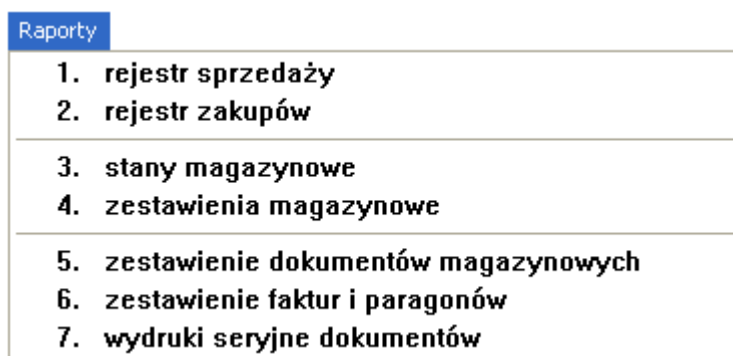 Raporty
1. rejestr sprzedaży
2. rejestr zakupów
3. stany magazynowe
4. zestawienia magazynowe
5. zestawienie dokumentów magazynowych
6. zestawienie faktur i paragonów
7. wydruki seryjne dokumentów